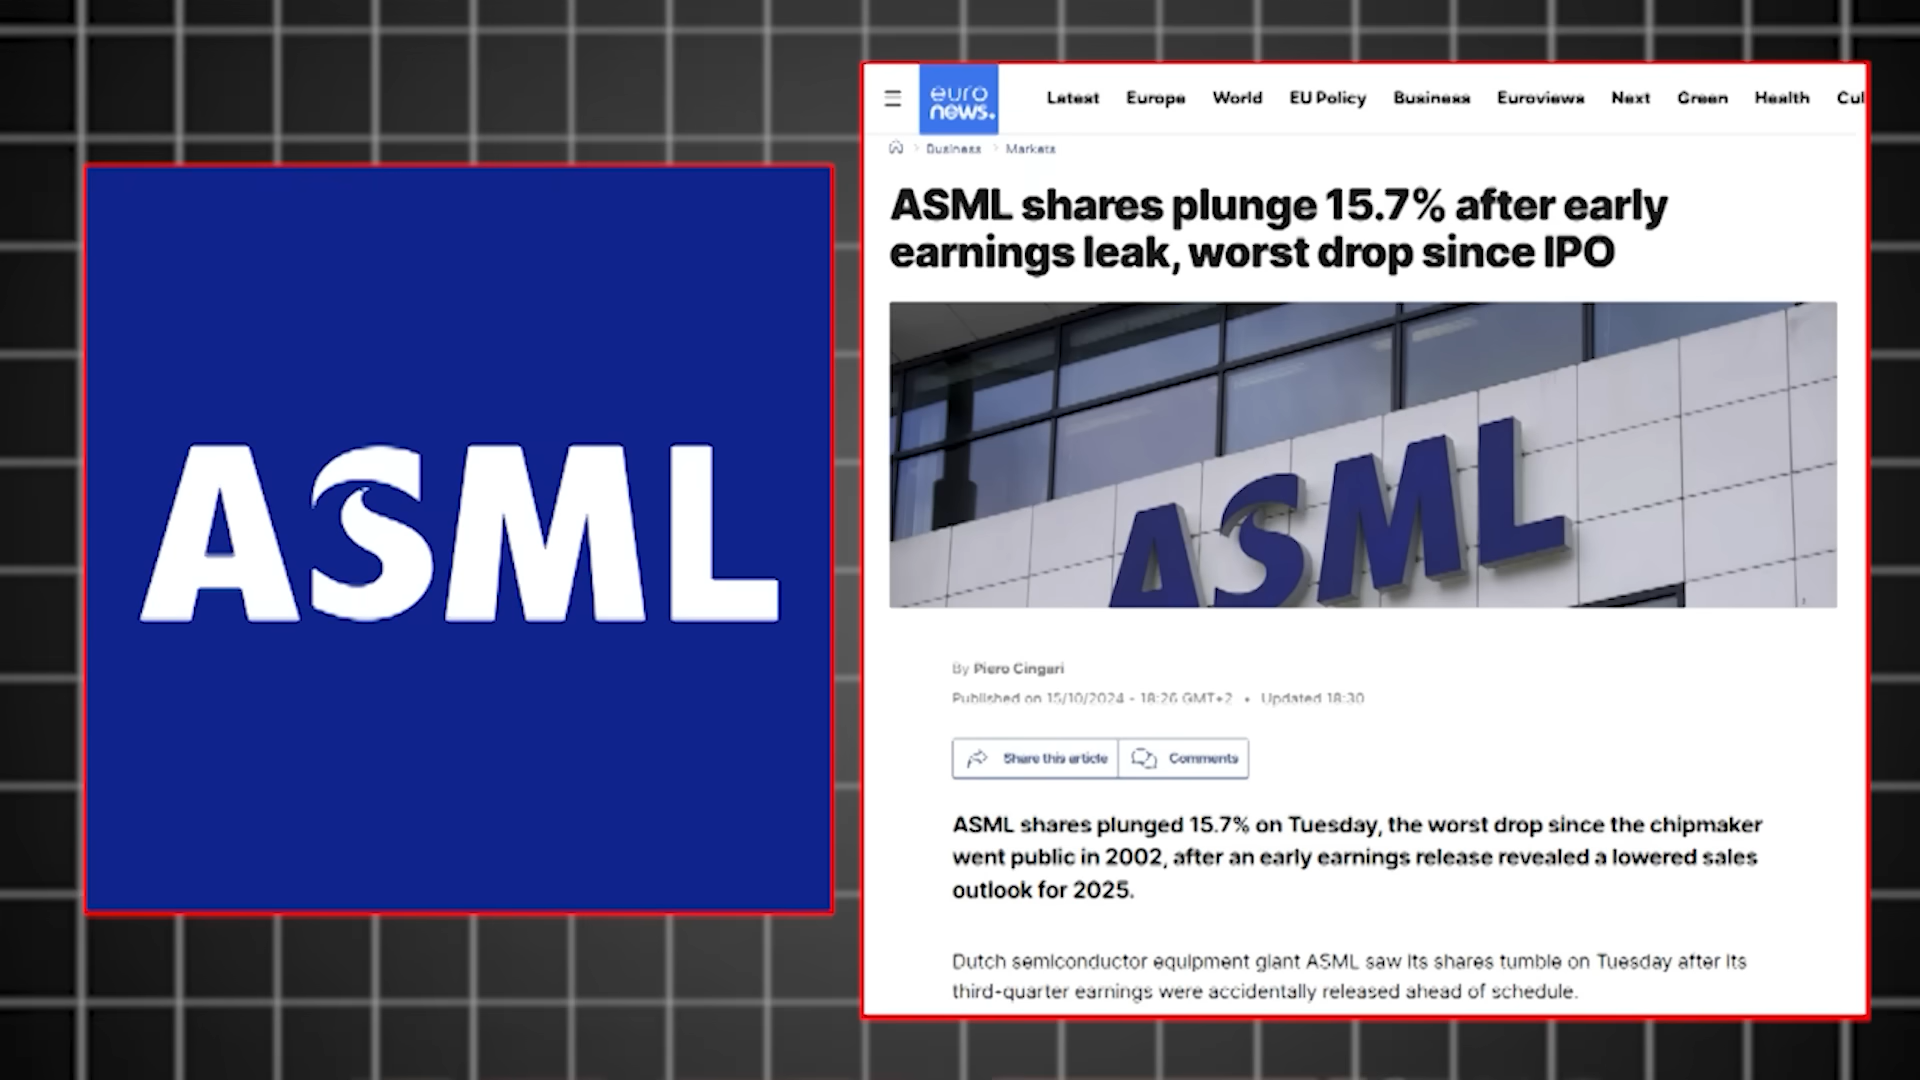 ASML
euro
news.
Latest Europe World EU Policy Business Euroviews Next Green Health Cul
Business > Markets
ASML shares plunge 15.7% after early
earnings leak, worst drop since IPO
ASML
By Piero Cingari
Published on 15/10/2024 - 18:26 GMT+2 • Updated 18:30
Share this article Comments
ASML shares plunged 15.7% on Tuesday, the worst drop since the chipmaker
went public in 2002, after an early earnings release revealed a lowered sales
outlook for 2025.
Dutch semiconductor equipment giant ASML saw its shares tumble on Tuesday after its
third-quarter earnings were accidentally released ahead of schedule.